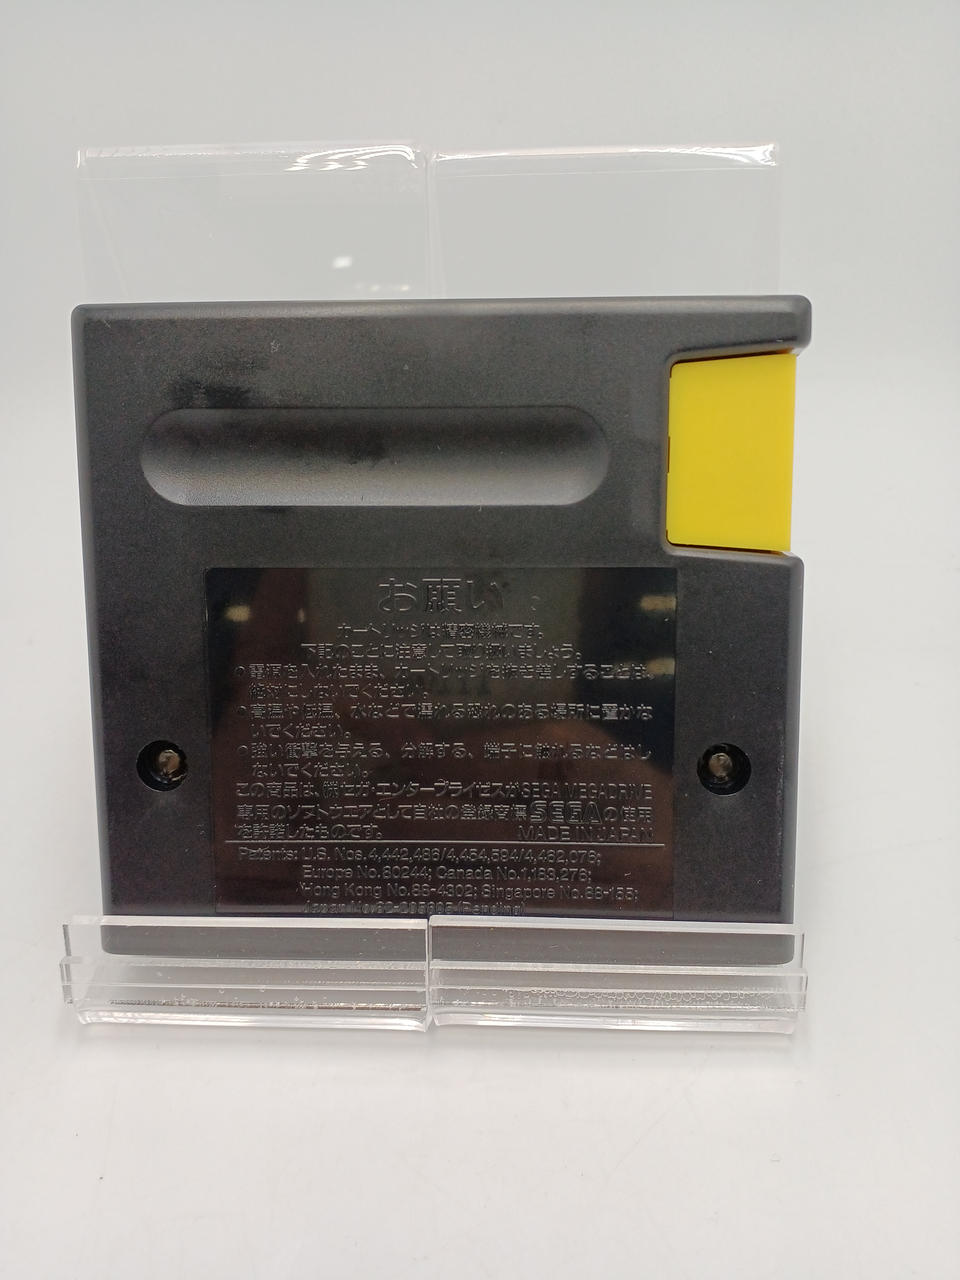 お願い
カートリッジは精密機械です。
下記のことに注意して取り扱いましょう。
●電源を入れたまま、カートリッジを抜き差しすることは、
絶対にしないでください。
●高温や低温、水などで濡れる恐れのある場所に置かな
いでください。
●強い衝撃を与える、分解する、端子に触れるなどはし
ないでください。
この商品は、㈱セガ・エンタープライゼスがSEGA MEGADRIVE
専用のソフトウエアとして自社の登録商標SEGAの使用
を許諾したものです。 MADE IN JAPAN
Patents: U.S. Nos. 4,442,486/4,454,594/4,462,076;
Europe No. 80244; Canada No. 1,183,276;
Hong Kong No. 88-4302; Singapore No. 88-155;
Japan No. (Pending)